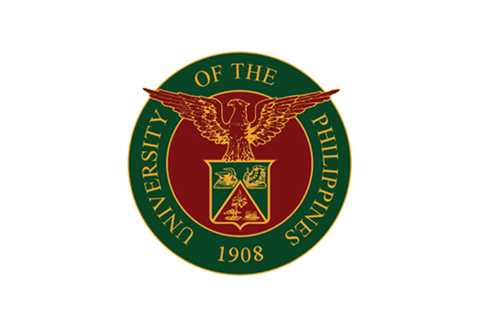 UNIVERSITY OF THE PHILIPPINES
1908